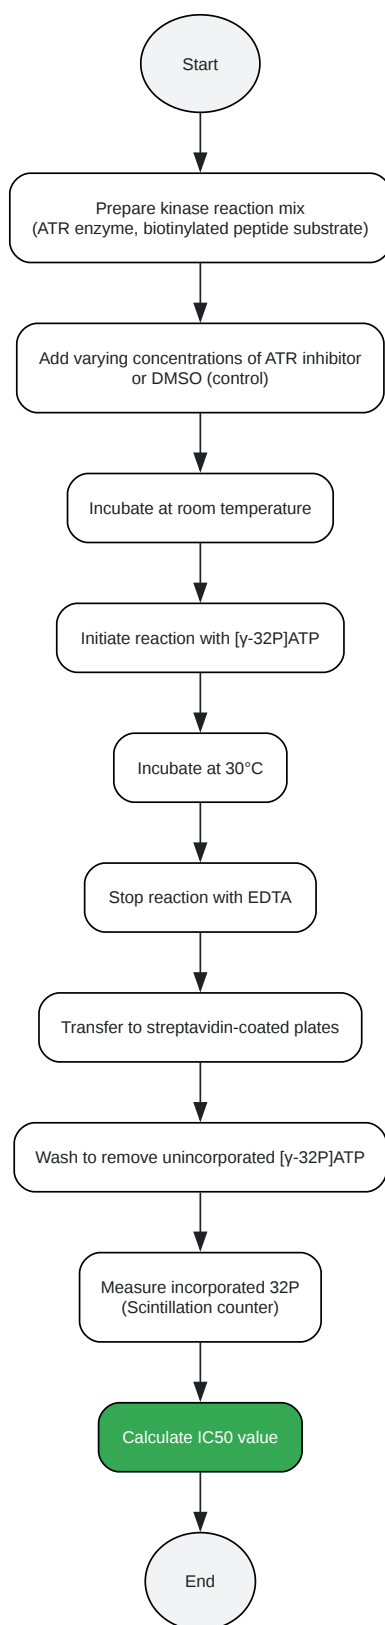 Start
Prepare kinase reaction mix
(ATR enzyme, biotinylated peptide substrate)
Add varying concentrations of ATR inhibitor
or DMSO (control)
Incubate at room temperature
Initiate reaction with [γ-32P]ATP
Incubate at 30°C
Stop reaction with EDTA
Transfer to streptavidin-coated plates
Wash to remove unincorporated [γ-32P]ATP
Measure incorporated 32P
(Scintillation counter)
Calculate IC50 value
End